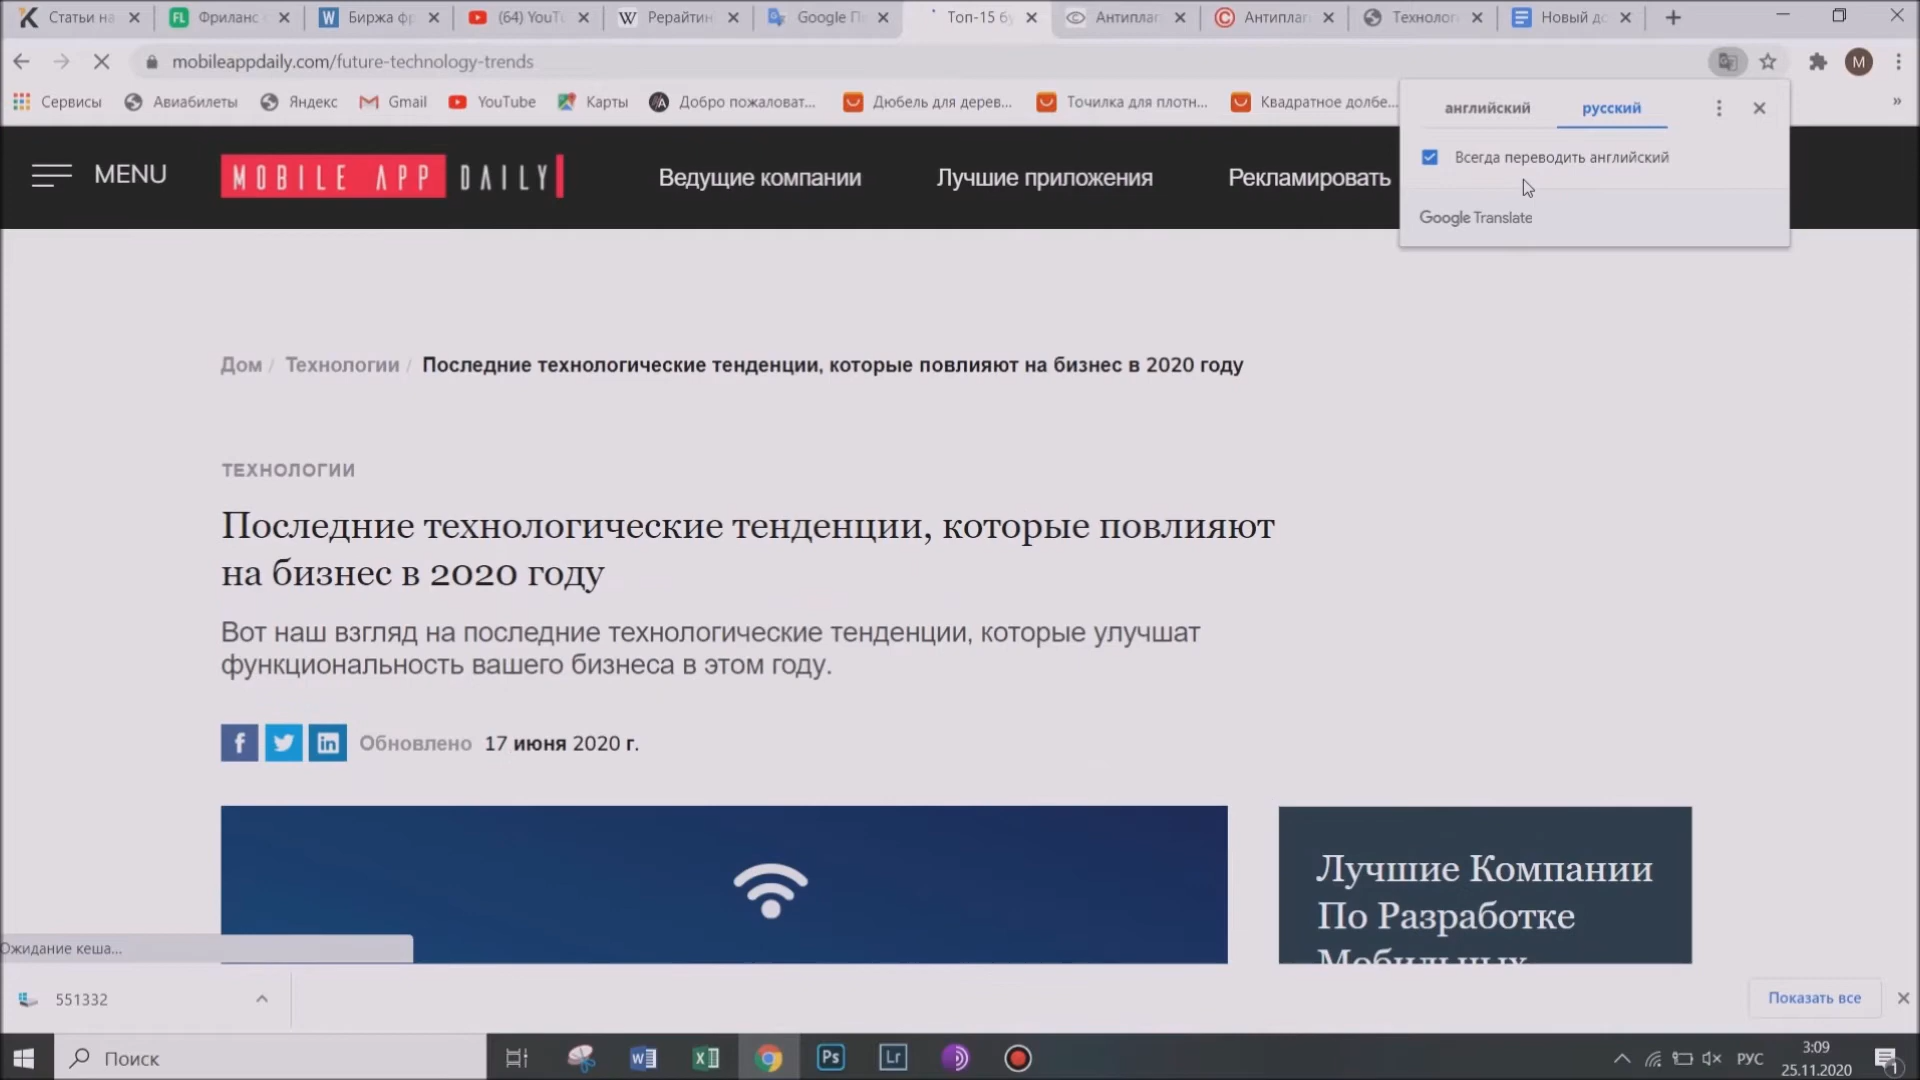 Статьи на
Фриланс
Биржа фр
(64) YouTu
Рерайтин
Google П
Топ-15 б
Антиплаг
Антиплаг
Технолог
Новый до
mobileappdaily.com/future-technology-trends
Сервисы
Авиабилеты
Яндекс
Gmail
YouTube
Карты
Добро пожаловат...
Дюбель для дерев...
Точилка для плотн...
Квадратное долбе...
»
английский
русский
Всегда переводить английский
Google Translate
MENU
MOBILE APP DAILY
Ведущие компании
Лучшие приложения
Рекламировать
Дом / Технологии / Последние технологические тенденции, которые повлияют на бизнес в 2020 году
ТЕХНОЛОГИИ
Последние технологические тенденции, которые повлияют
на бизнес в 2020 году
Вот наш взгляд на последние технологические тенденции, которые улучшат
функциональность вашего бизнеса в этом году.
Обновлено 17 июня 2020 г.
Лучшие Компании
По Разработке
Мобильных
Ожидание кеша...
551332
Показать все
Поиск
РУС
3:09
25.11.2020